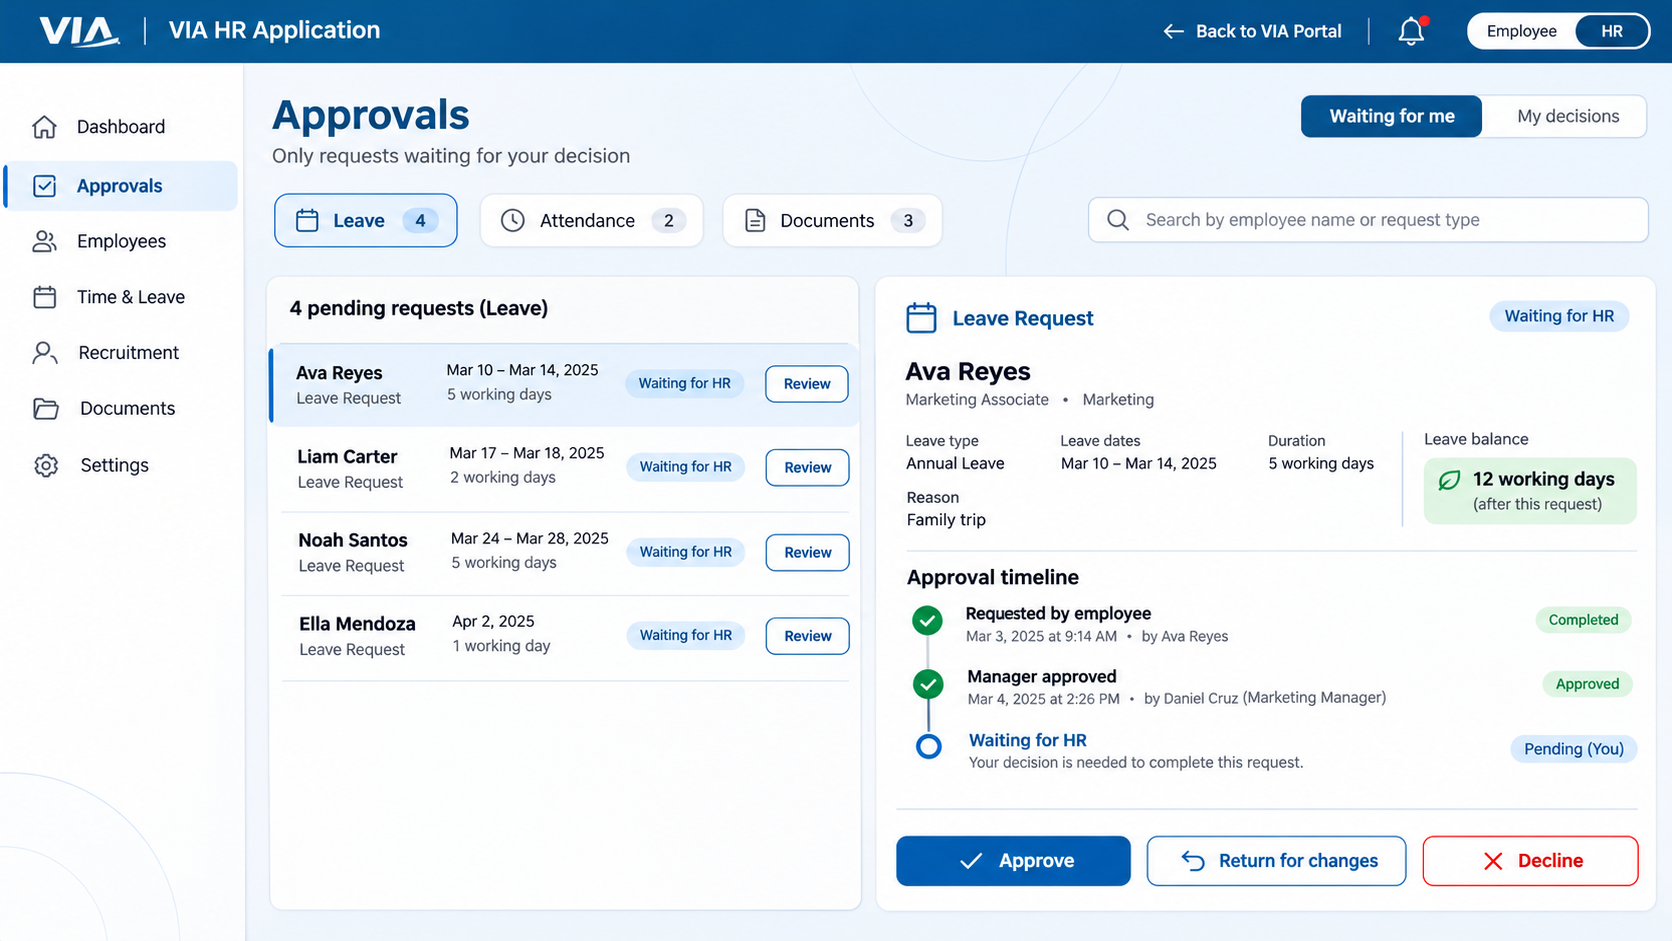 VIA
VIA HR Application
Back to VIA Portal
Employee
HR
Dashboard
Approvals
Employees
Time & Leave
Recruitment
Documents
Settings
Approvals
Only requests waiting for your decision
Waiting for me
My decisions
Leave 4
Attendance 2
Documents 3
Search by employee name or request type
4 pending requests (Leave)
Ava Reyes
Leave Request
Mar 10 – Mar 14, 2025
5 working days
Waiting for HR
Review
Liam Carter
Leave Request
Mar 17 – Mar 18, 2025
2 working days
Waiting for HR
Review
Noah Santos
Leave Request
Mar 24 – Mar 28, 2025
5 working days
Waiting for HR
Review
Ella Mendoza
Leave Request
Apr 2, 2025
1 working day
Waiting for HR
Review
Leave Request
Waiting for HR
Ava Reyes
Marketing Associate • Marketing
Leave type
Annual Leave
Leave dates
Mar 10 – Mar 14, 2025
Duration
5 working days
Reason
Family trip
Leave balance
12 working days
(after this request)
Approval timeline
Requested by employee
Mar 3, 2025 at 9:14 AM • by Ava Reyes
Completed
Manager approved
Mar 4, 2025 at 2:26 PM • by Daniel Cruz (Marketing Manager)
Approved
Waiting for HR
Your decision is needed to complete this request.
Pending (You)
Approve
Return for changes
Decline